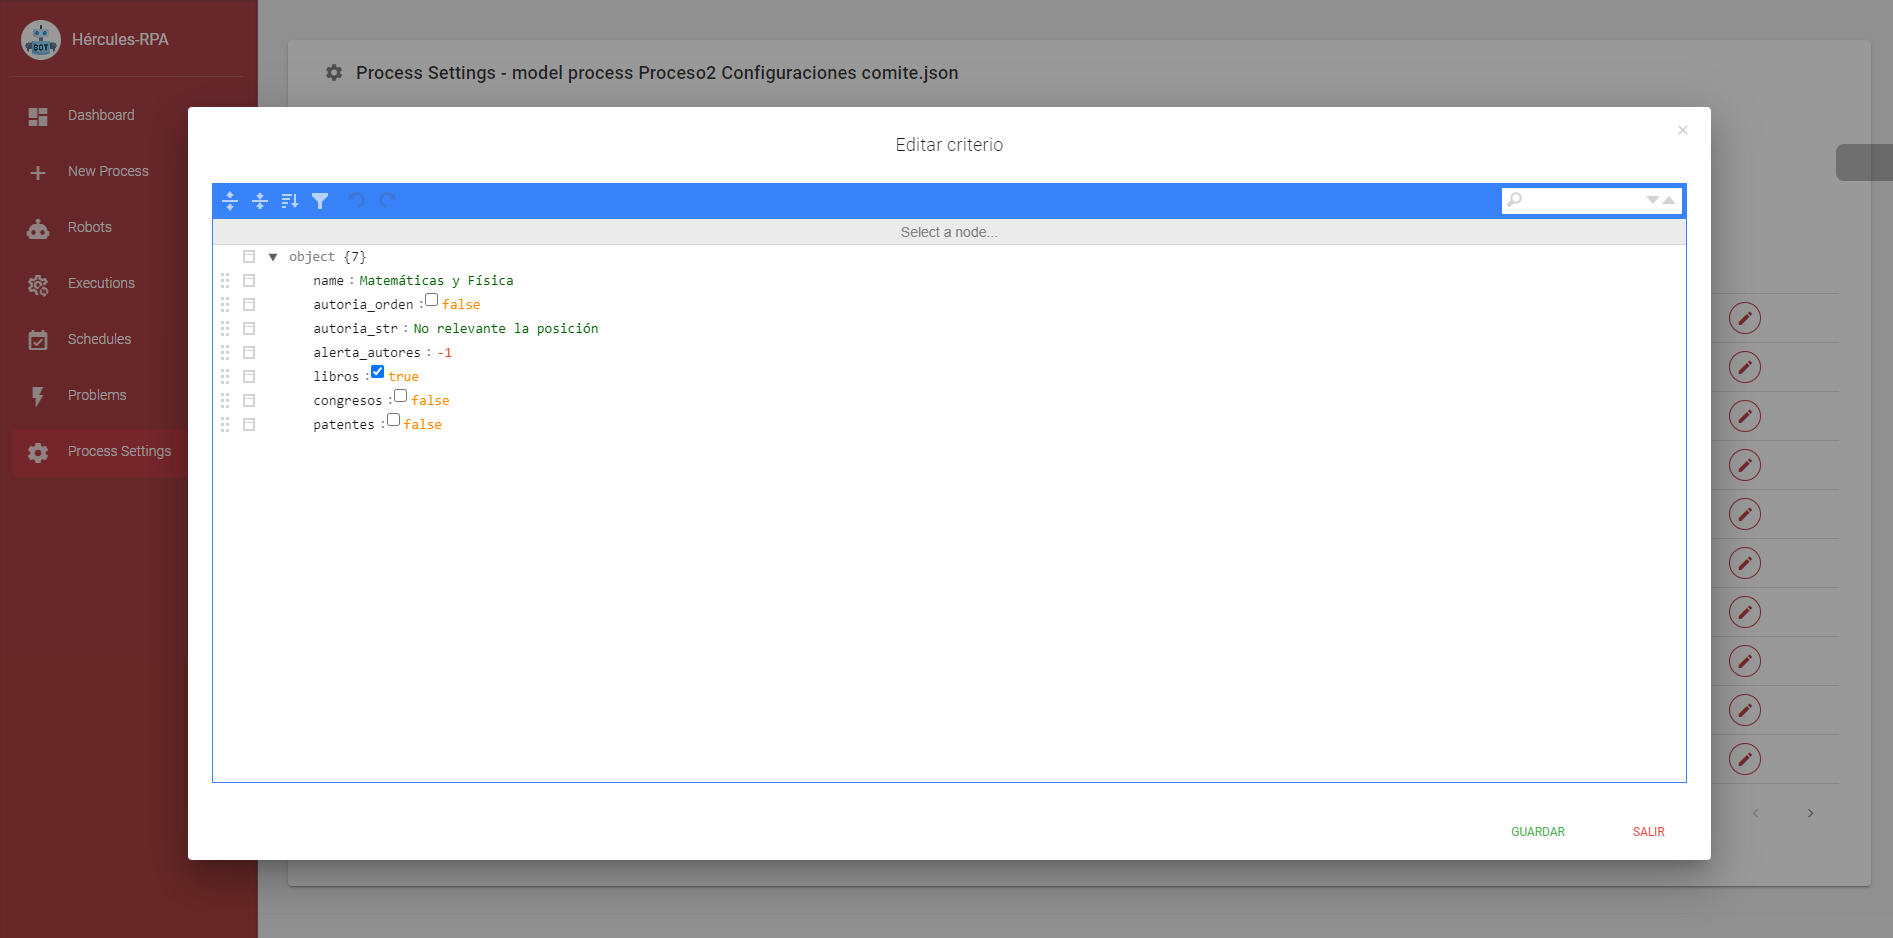 BOT
Hércules-RPA
Dashboard
New Process
Robots
Executions
Schedules
Problems
Process Settings
Process Settings - model process Proceso2 Configuraciones comite.json
Editar criterio
×
Select a node...
object {7}
name : Matemáticas y Física
autoria_orden : false
autoria_str : No relevante la posición
alerta_autores : -1
libros : true
congresos : false
patentes : false
GUARDAR
SALIR